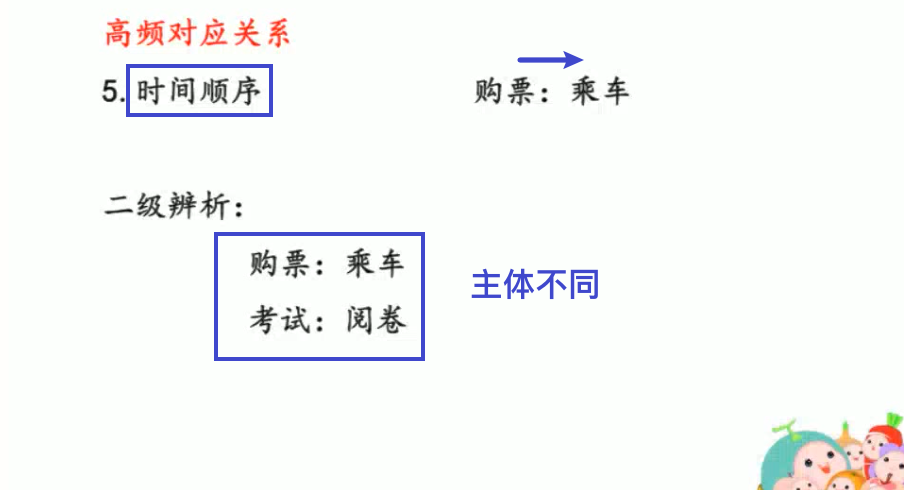 高频对应关系
5. 时间顺序 购票：乘车
二级辨析：
购票：乘车
考试：阅卷
主体不同